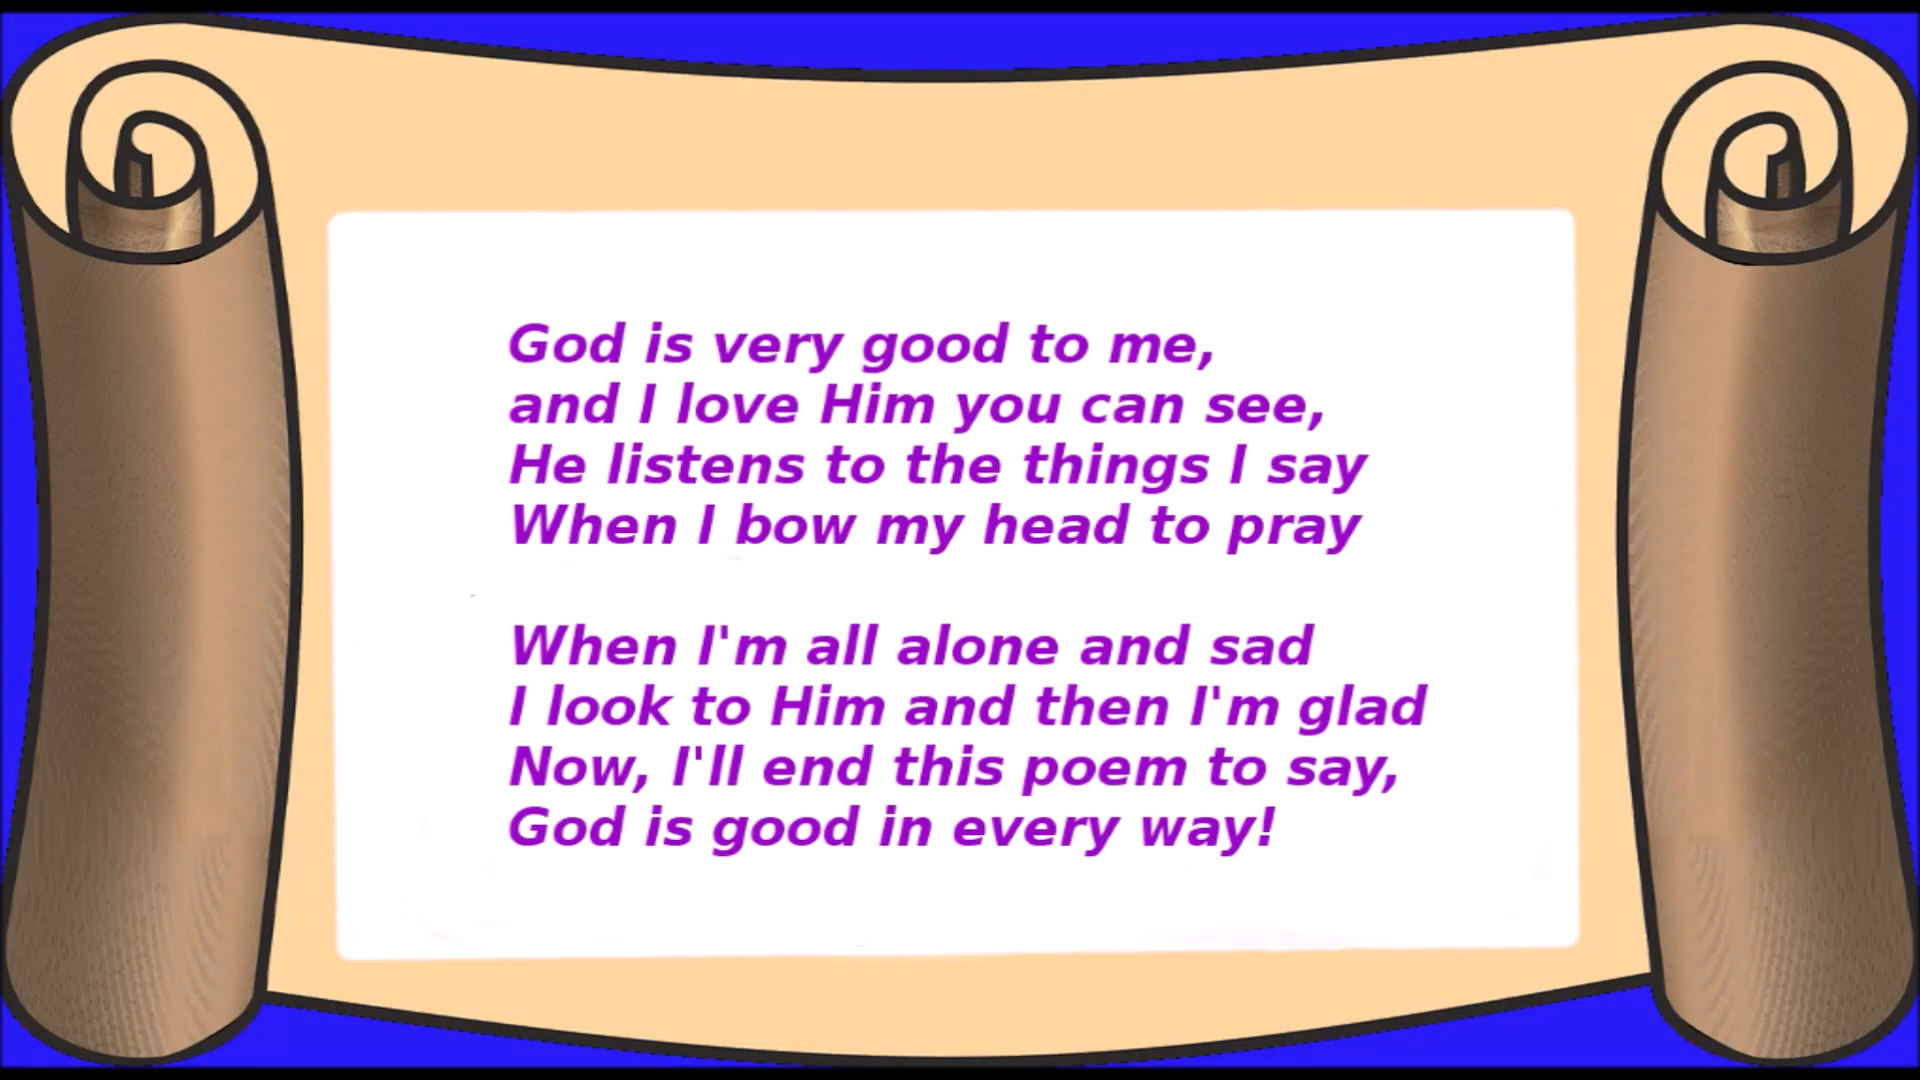 God is very good to me,
and I love Him you can see,
He listens to the things I say
When I bow my head to pray
When I'm all alone and sad
I look to Him and then I'm glad
Now, I'll end this poem to say,
God is good in every way!